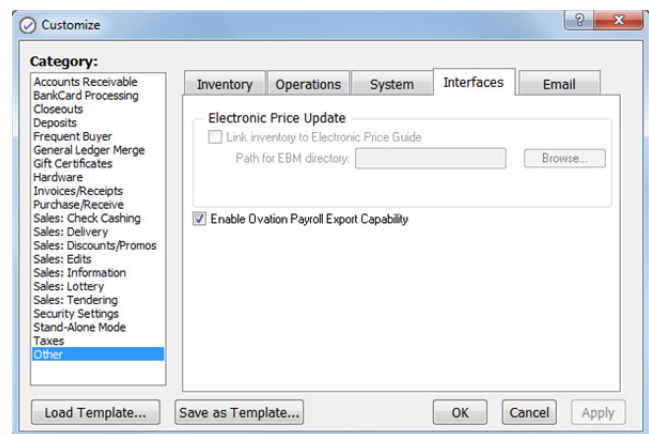 Customize
Category:
Accounts Receivable
BankCard Processing
Closeouts
Deposits
Frequent Buyer
General Ledger Merge
Gift Certificates
Hardware
Invoices/Receipts
Purchase/Receive
Sales: Check Cashing
Sales: Delivery
Sales: Discounts/Promos
Sales: Edits
Sales: Information
Sales: Lottery
Sales: Tendering
Security Settings
Stand-Alone Mode
Taxes
Other
Inventory Operations System Interfaces Email
Electronic Price Update
Link inventory to Electronic Price Guide
Path for EBM directory: Browse...
Enable Ovation Payroll Export Capability
Load Template... Save as Template... OK Cancel Apply